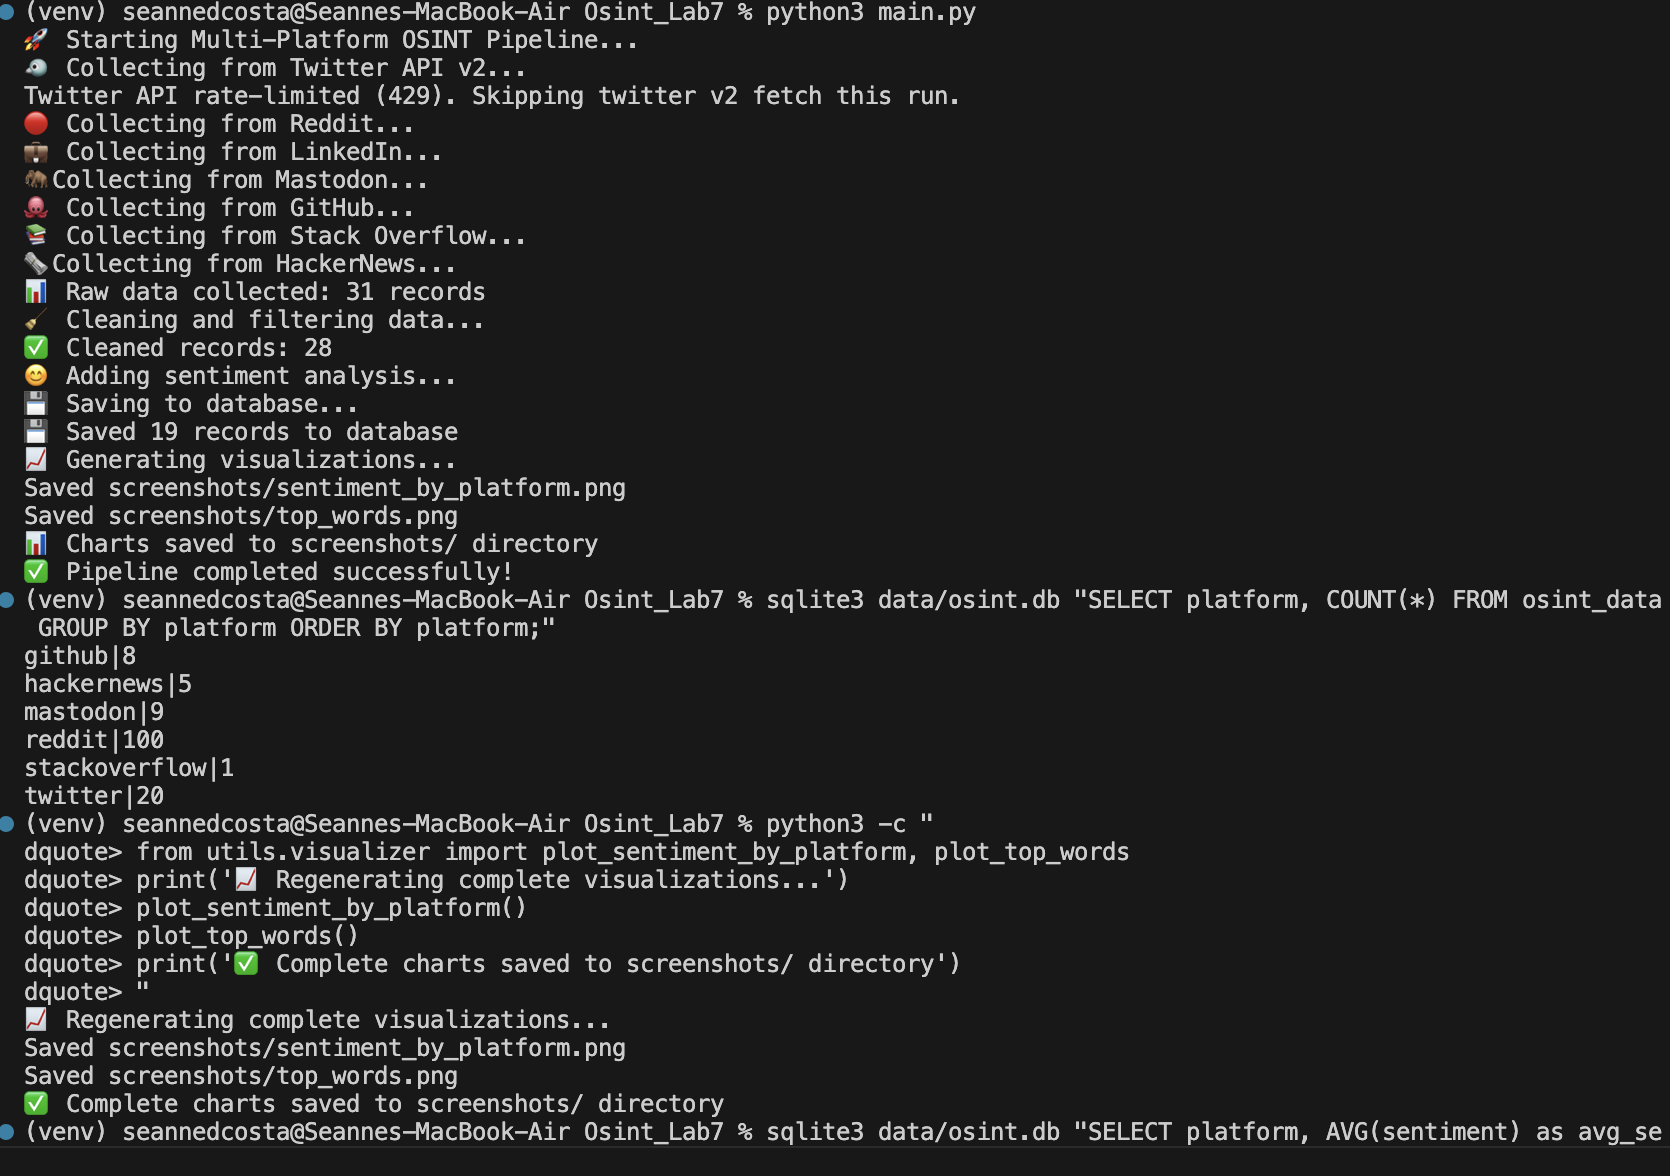 (venv) seannedcosta@Seannes-MacBook-Air Osint_Lab7 % python3 main.py
🚀 Starting Multi-Platform OSINT Pipeline...
🐦 Collecting from Twitter API v2...
Twitter API rate-limited (429). Skipping twitter v2 fetch this run.
🔴 Collecting from Reddit...
💼 Collecting from LinkedIn...
🦣Collecting from Mastodon...
🐙 Collecting from GitHub...
📚 Collecting from Stack Overflow...
🗞️Collecting from HackerNews...
📊 Raw data collected: 31 records
🧹 Cleaning and filtering data...
✅ Cleaned records: 28
😊 Adding sentiment analysis...
💾 Saving to database...
💾 Saved 19 records to database
📈 Generating visualizations...
Saved screenshots/sentiment_by_platform.png
Saved screenshots/top_words.png
📊 Charts saved to screenshots/ directory
✅ Pipeline completed successfully!
(venv) seannedcosta@Seannes-MacBook-Air Osint_Lab7 % sqlite3 data/osint.db "SELECT platform, COUNT(*) FROM osint_data
GROUP BY platform ORDER BY platform;"
github|8
hackernews|5
mastodon|9
reddit|100
stackoverflow|1
twitter|20
(venv) seannedcosta@Seannes-MacBook-Air Osint_Lab7 % python3 -c "
dquote> from utils.visualizer import plot_sentiment_by_platform, plot_top_words
dquote> print('📈 Regenerating complete visualizations...')
dquote> plot_sentiment_by_platform()
dquote> plot_top_words()
dquote> print('✅ Complete charts saved to screenshots/ directory')
dquote> "
📈 Regenerating complete visualizations...
Saved screenshots/sentiment_by_platform.png
Saved screenshots/top_words.png
✅ Complete charts saved to screenshots/ directory
(venv) seannedcosta@Seannes-MacBook-Air Osint_Lab7 % sqlite3 data/osint.db "SELECT platform, AVG(sentiment) as avg_se